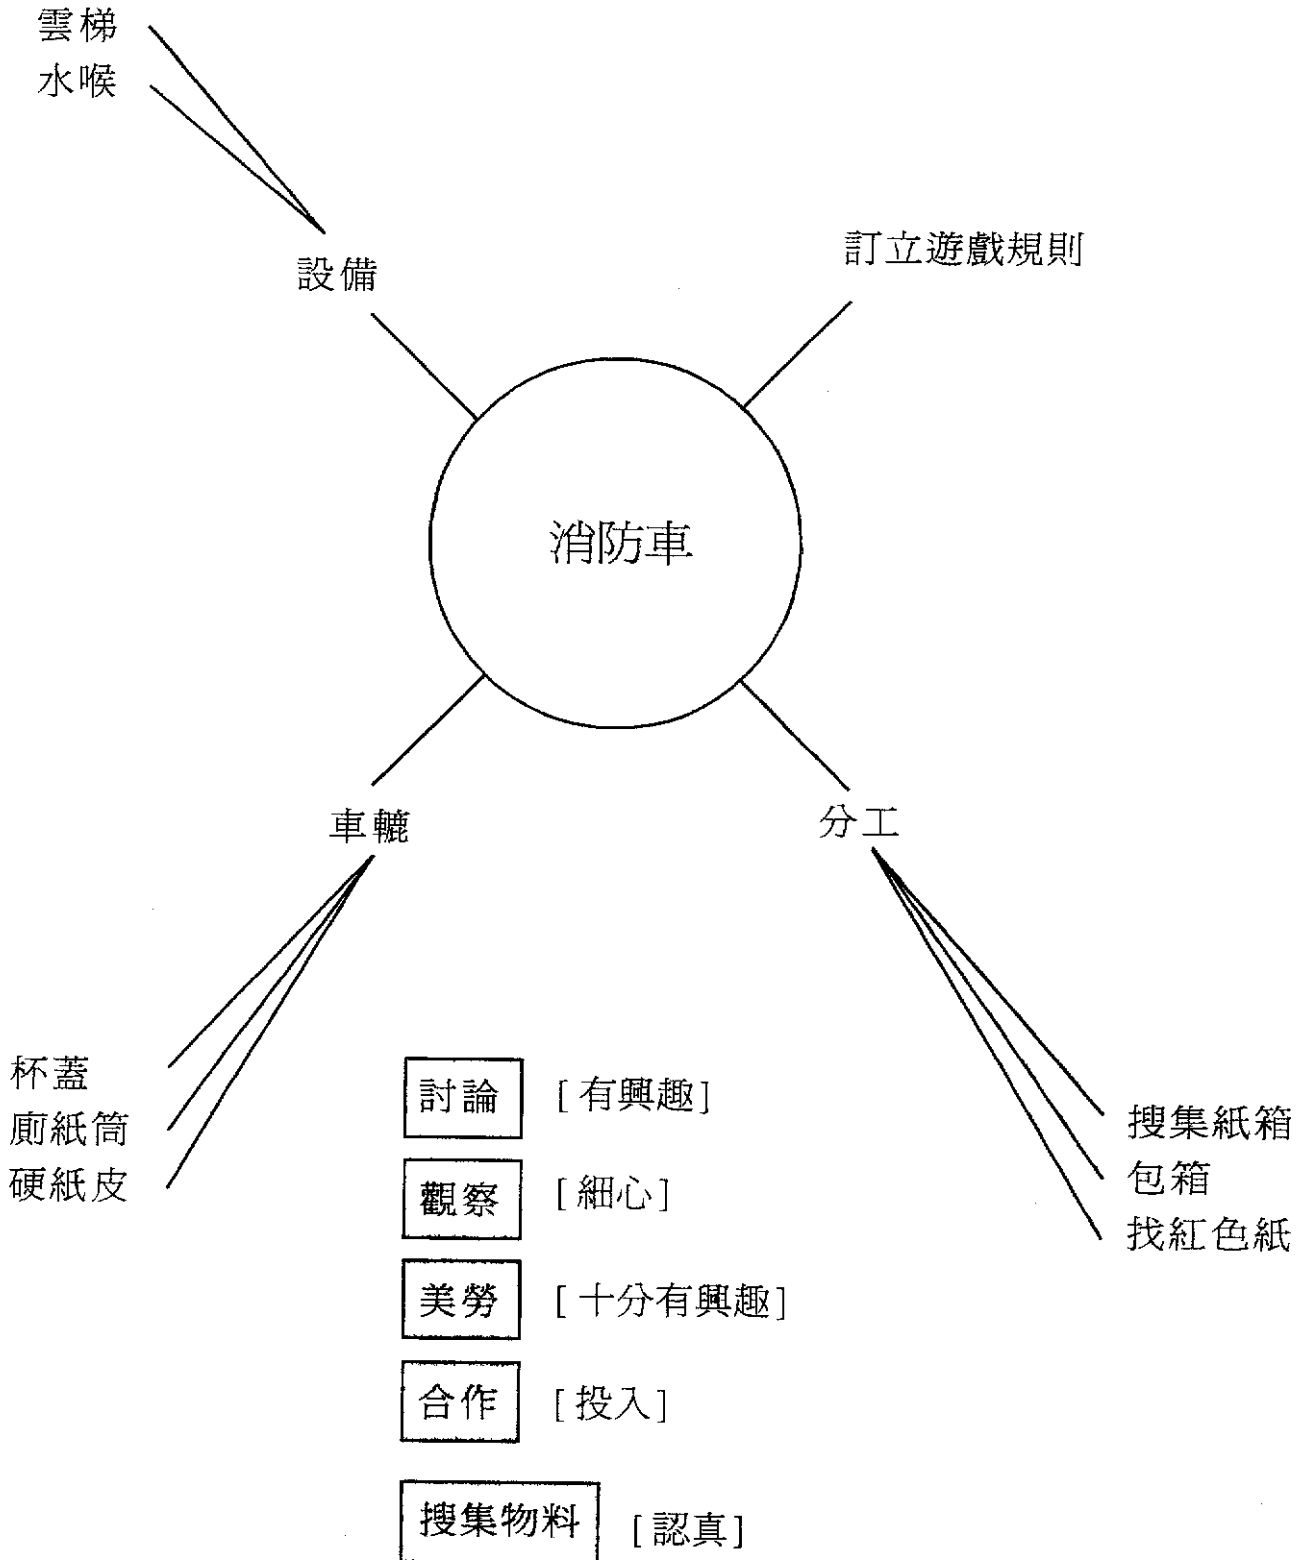 雲梯
水喉
設備
訂立遊戲規則
消防車
車轆
分工
杯蓋
廁紙筒
硬紙皮
搜集紙箱
包箱
找紅色紙
討論 [有興趣]
觀察 [細心]
美勞 [十分有興趣]
合作 [投入]
搜集物料 [認真]